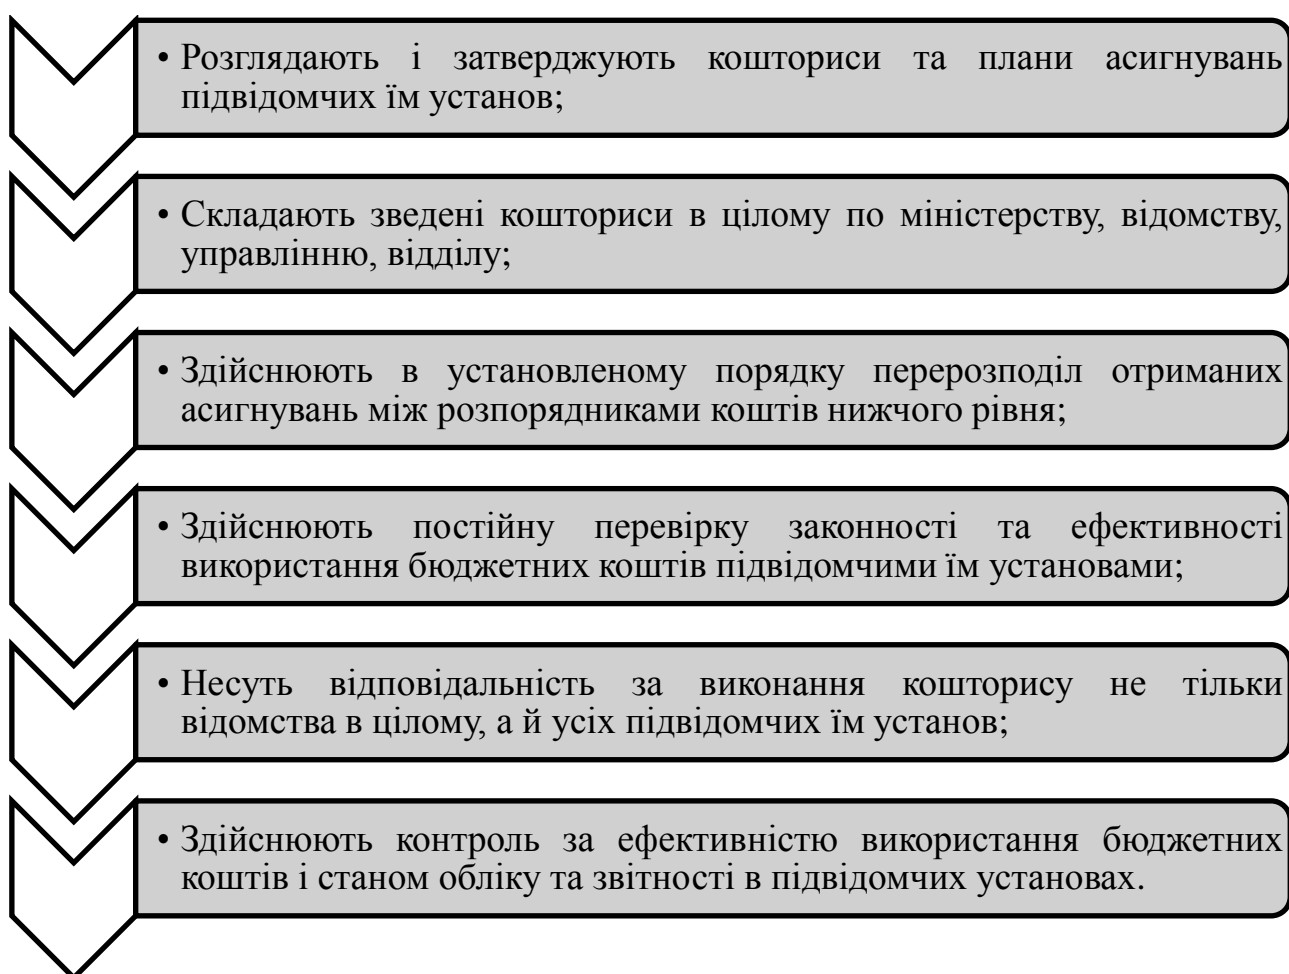 • Розглядають і затверджують кошториси та плани асигнувань
підвідомчих їм установ;
• Складають зведені кошториси в цілому по міністерству, відомству,
управлінню, відділу;
• Здійснюють в установленому порядку перерозподіл отриманих
асигнувань між розпорядниками коштів нижчого рівня;
• Здійснюють постійну перевірку законності та ефективності
використання бюджетних коштів підвідомчими їм установами;
• Несуть відповідальність за виконання кошторису не тільки
відомства в цілому, а й усіх підвідомчих їм установ;
• Здійснюють контроль за ефективністю використання бюджетних
коштів і станом обліку та звітності в підвідомчих установах.